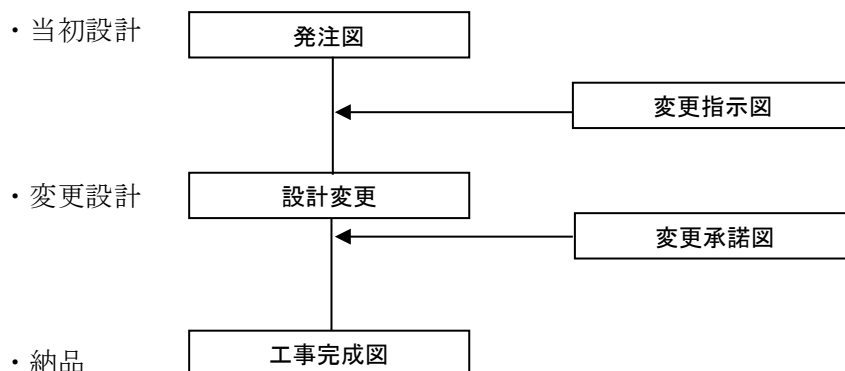 ・当初設計
発注図
変更指示図
・変更設計
設計変更
変更承諾図
・納品
工事完成図